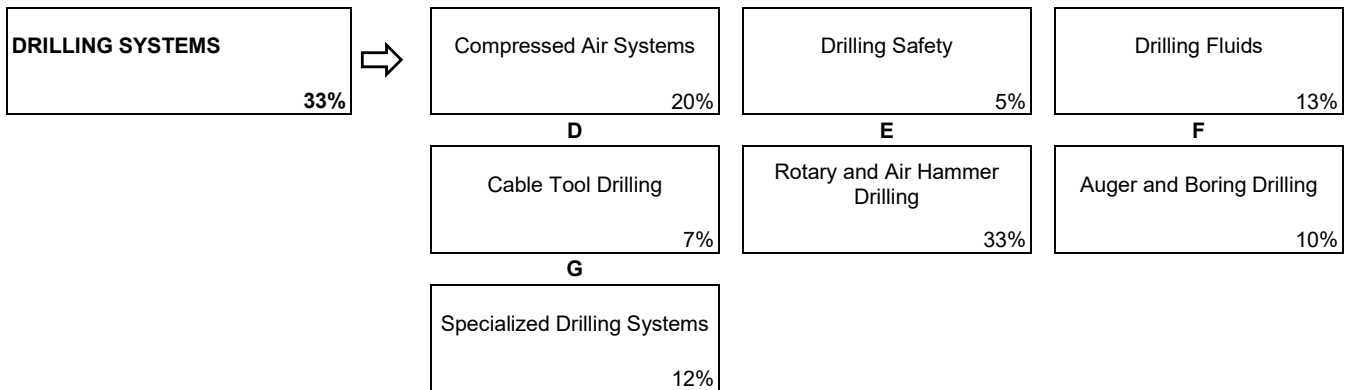 DRILLING SYSTEMS
33%
Compressed Air Systems
20%
Drilling Safety
5%
Drilling Fluids
13%
D
E
F
Cable Tool Drilling
7%
Rotary and Air Hammer
Drilling
33%
Auger and Boring Drilling
10%
G
Specialized Drilling Systems
12%